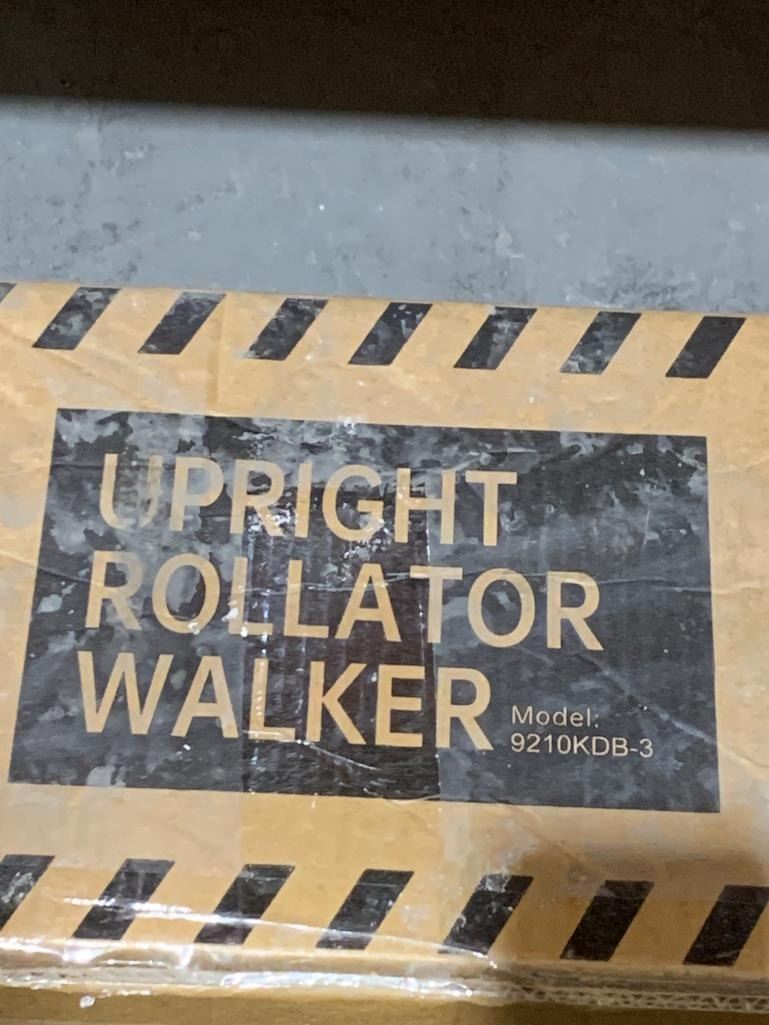 UPRIGHT
ROLLATOR
WALKER
Model:
9210KDB-3